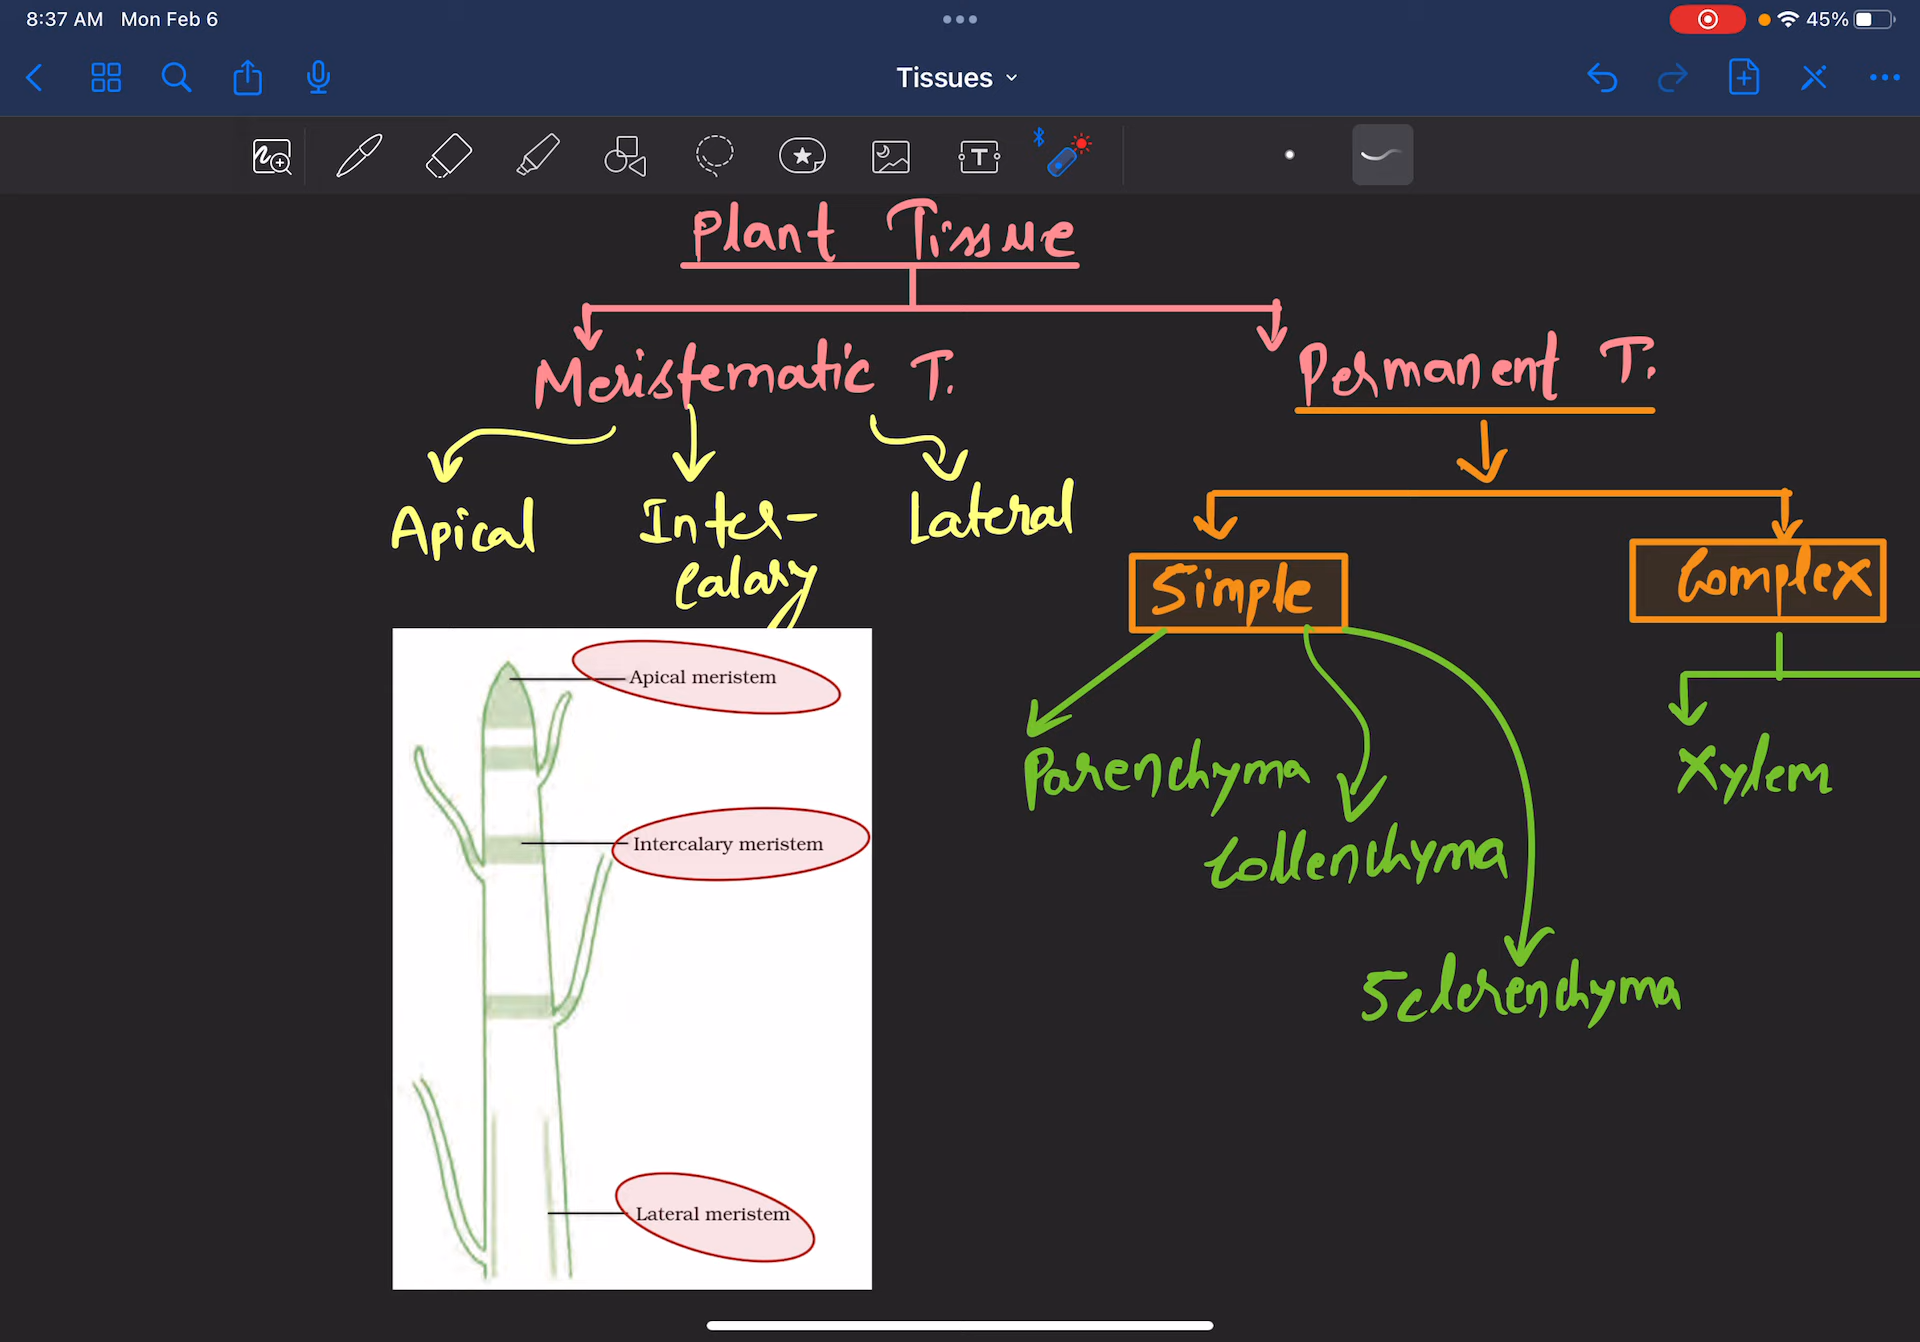 8:37 AM Mon Feb 6
45%
Tissues
T
Plant Tissue
Meristematic T.
Permanent T.
Apical
Inter-
calary
Lateral
Simple
Complex
Parenchyma
Collenchyma
Sclerenchyma
Xylem
Apical meristem
Intercalary meristem
Lateral meristem